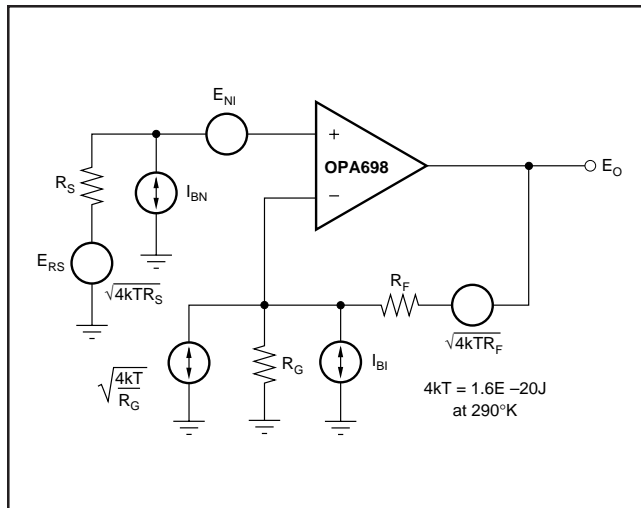 E_NI
+
OPA698
−
E_O
R_S
I_BN
E_RS
√4kTR_S
R_F
√4kTR_F
√4kT/R_G
R_G
I_BI
4kT = 1.6E –20J
at 290°K